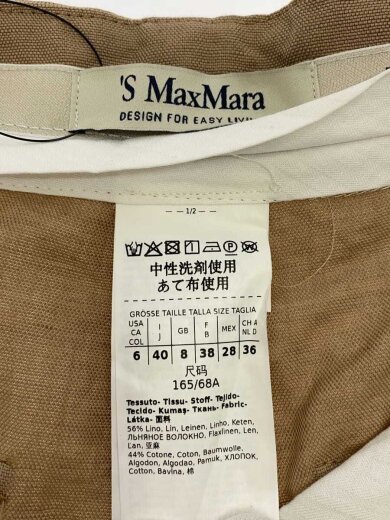 'S MaxMara
DESIGN FOR EASY LIVIN
— — 1/2 — —
中性洗剤使用
あて布使用
GRÖSSE TAILLE TALLA SIZE TAGLIA
USA CA COL I J GB F B MEX CH A NL D
6 40 8 38 28 36
尺码
165/68A
Tessuto- Tissu- Stoff- Tejido-
Tecido- Kumaş- Ткань- Fabric-
Látka- 面料
56% Lino, Lin, Leinen, Linho, Keten,
ЛЬНЯНОЕ ВОЛОКНО, Flaxlinen, Len,
Ľan, 亚麻
44% Cotone, Coton, Baumwolle,
Algodon, Algodao, Pamuk, ХЛОПОК,
Cotton, Bavlna, 棉